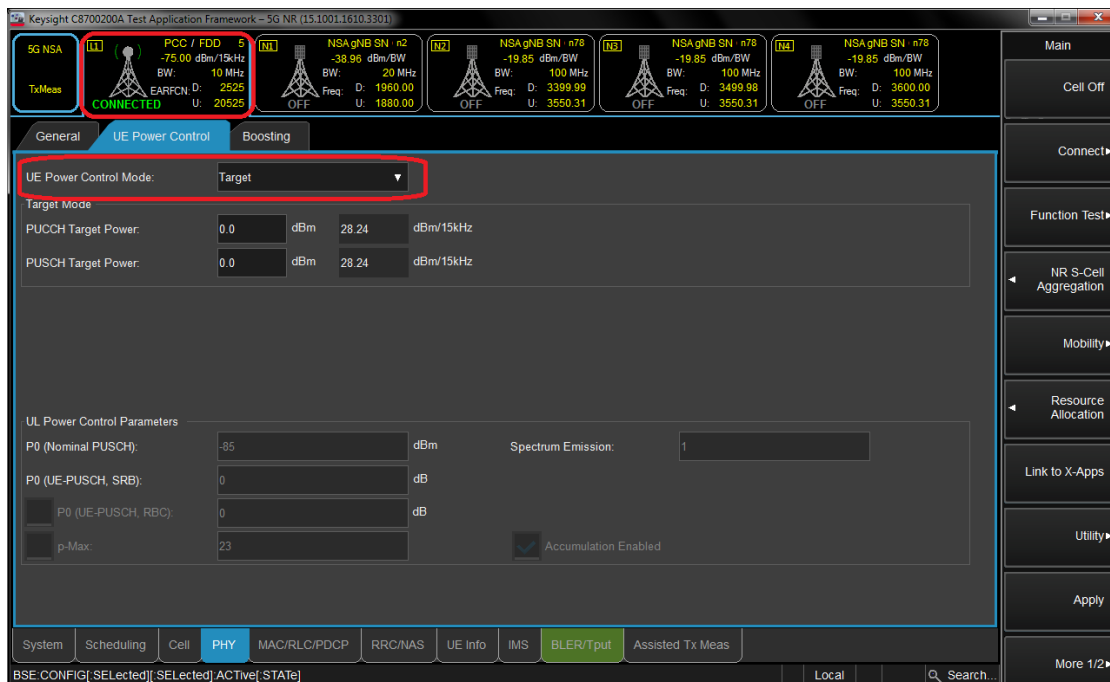 Keysight C8700200A Test Application Framework – 5G NR (15.1001.1610.3301)
5G NSA
TxMeas
L1
PCC / FDD 5
-75.00 dBm/15kHz
BW: 10 MHz
EARFCN: D: 2525
U: 20525
CONNECTED
N1
NSA gNB SN · n2
-38.96 dBm/BW
BW: 20 MHz
Freq: D: 1960.00
U: 1880.00
OFF
N2
NSA gNB SN · n78
-19.85 dBm/BW
BW: 100 MHz
Freq: D: 3399.99
U: 3550.31
OFF
N3
NSA gNB SN · n78
-19.85 dBm/BW
BW: 100 MHz
Freq: D: 3499.98
U: 3550.31
OFF
N4
NSA gNB SN · n78
-19.85 dBm/BW
BW: 100 MHz
Freq: D: 3600.00
U: 3550.31
OFF
General UE Power Control Boosting
UE Power Control Mode: Target
Target Mode
PUCCH Target Power: 0.0 dBm 28.24 dBm/15kHz
PUSCH Target Power: 0.0 dBm 28.24 dBm/15kHz
UL Power Control Parameters
P0 (Nominal PUSCH): -85 dBm Spectrum Emission: 1
P0 (UE-PUSCH, SRB): 0 dB
P0 (UE-PUSCH, RBC): 0 dB
p-Max: 23 Accumulation Enabled
System Scheduling Cell PHY MAC/RLC/PDCP RRC/NAS UE Info IMS BLER/Tput Assisted Tx Meas
BSE:CONFIG[:SELected][:SELected]:ACTive[:STATe] Local Search...
Main
Cell Off
Connect
Function Test
NR S-Cell
Aggregation
Mobility
Resource
Allocation
Link to X-Apps
Utility
Apply
More 1/2